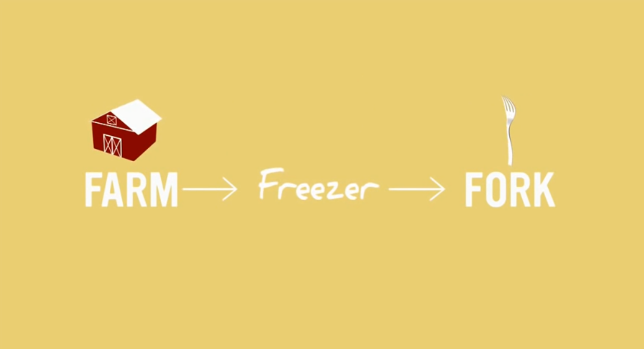 FARM → Freezer → FORK